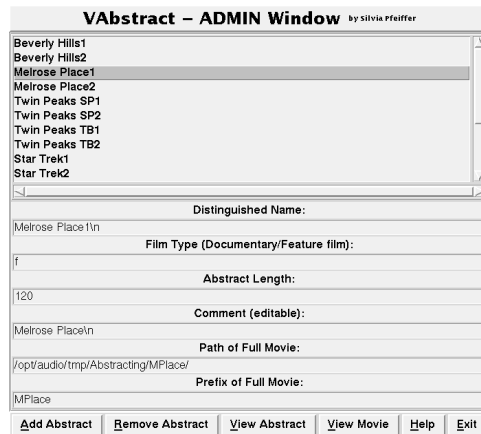 VAbstract – ADMIN Window by Silvia Pfeiffer
Beverly Hills1
Beverly Hills2
Melrose Place1
Melrose Place2
Twin Peaks SP1
Twin Peaks SP2
Twin Peaks TB1
Twin Peaks TB2
Star Trek1
Star Trek2
Distinguished Name:
Melrose Place1\n
Film Type (Documentary/Feature film):
f
Abstract Length:
120
Comment (editable):
Melrose Place\n
Path of Full Movie:
/opt/audio/tmp/Abstracting/MPlace/
Prefix of Full Movie:
MPlace
Add Abstract Remove Abstract View Abstract View Movie Help Exit